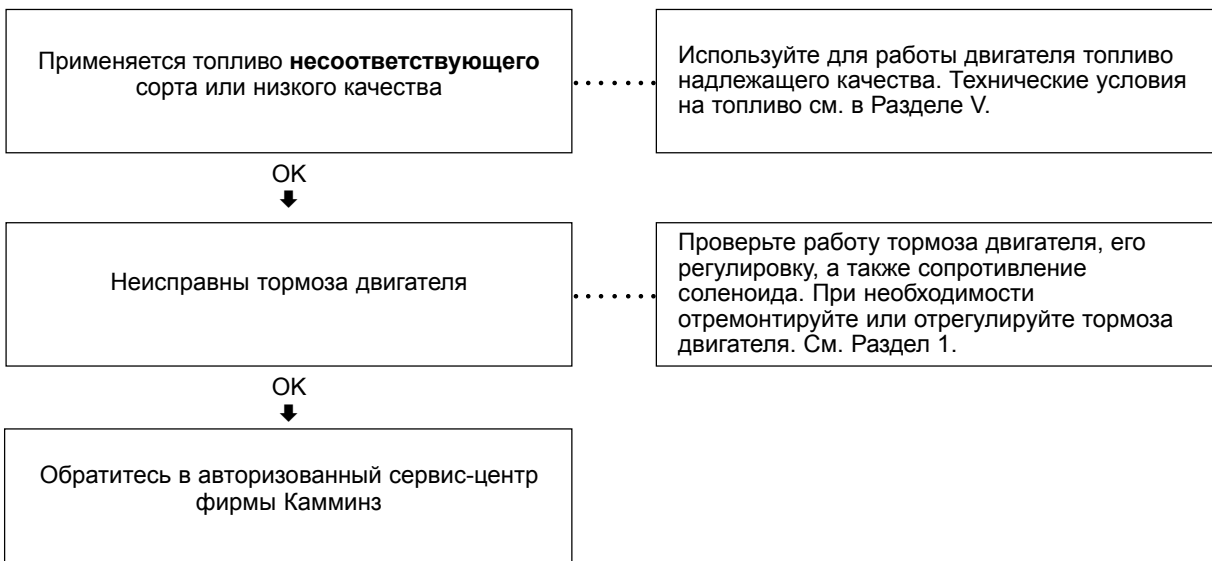 Применяется топливо несоответствующего
сорта или низкого качества
Используйте для работы двигателя топливо
надлежащего качества. Технические условия
на топливо см. в Разделе V.
OK
Неисправны тормоза двигателя
Проверьте работу тормоза двигателя, его
регулировку, а также сопротивление
соленоида. При необходимости
отремонтируйте или отрегулируйте тормоза
двигателя. См. Раздел 1.
OK
Обратитесь в авторизованный сервис-центр
фирмы Камминз